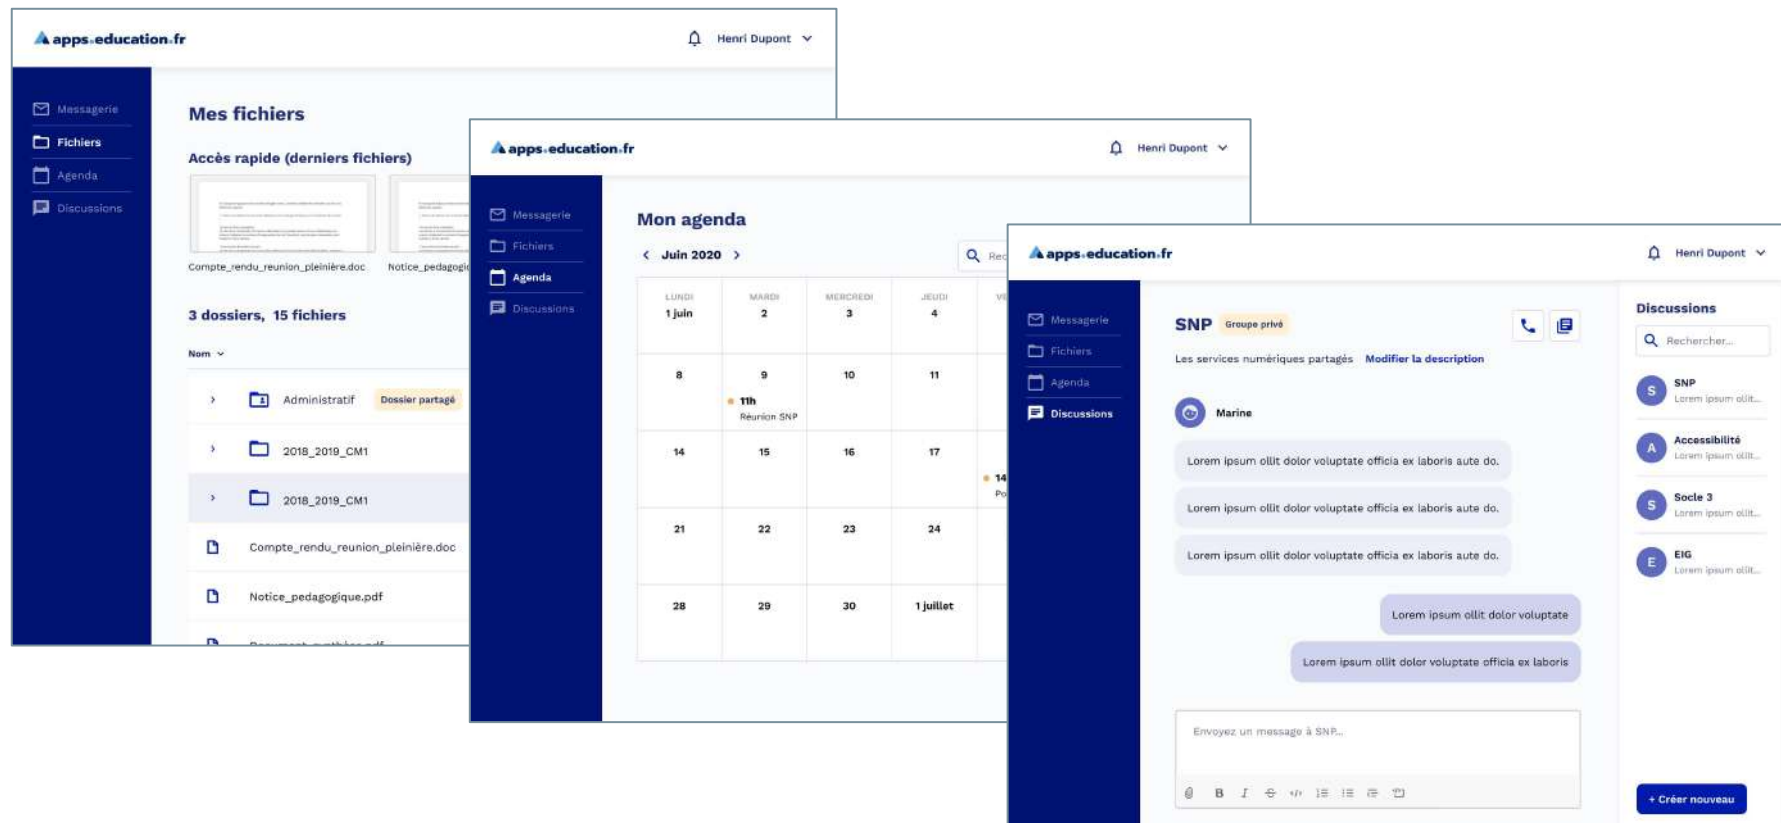 apps.education.fr
Henri Dupont
Messagerie
Fichiers
Agenda
Discussions
Mes fichiers
Accès rapide (derniers fichiers)
Compte_rendu_reunion_pleinière.doc
Notice_pedagogiq
3 dossiers, 15 fichiers
Nom
Administratif Dossier partagé
2018_2019_CM1
2018_2019_CM1
Compte_rendu_reunion_pleinière.doc
Notice_pedagogique.pdf
apps.education.fr
Henri Dupont
Messagerie
Fichiers
Agenda
Discussions
Mon agenda
Juin 2020
Rec
LUNDI MARDI MERCREDI JEUDI VE
1 juin 2 3 4
8 9 10 11
11h
Réunion SNP
14 15 16 17
14
Po
21 22 23 24
28 29 30 1 juillet
apps.education.fr
Henri Dupont
Messagerie
Fichiers
Agenda
Discussions
SNP Groupe privé
Les services numériques partagés Modifier la description
Marine
Lorem ipsum ollit dolor voluptate officia ex laboris aute do.
Lorem ipsum ollit dolor voluptate officia ex laboris aute do.
Lorem ipsum ollit dolor voluptate officia ex laboris aute do.
Lorem ipsum ollit dolor voluptate
Lorem ipsum ollit dolor voluptate officia ex laboris
Envoyez un message à SNP...
B I S </>
Discussions
Rechercher...
S SNP
Lorem ipsum ollit...
A Accessibilité
Lorem ipsum ollit...
S Socle 3
Lorem ipsum ollit...
E EIG
Lorem ipsum ollit...
+ Créer nouveau